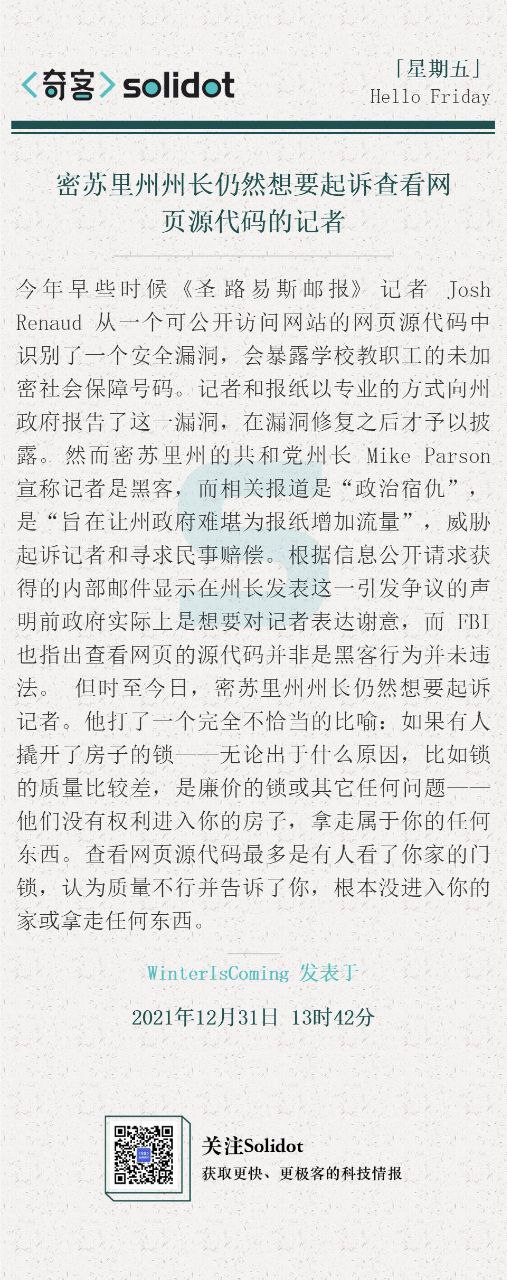 <奇客> solidot
「星期五」
Hello Friday
密苏里州州长仍然想要起诉查看网
页源代码的记者
今年早些时候《圣路易斯邮报》记者 Josh
Renaud 从一个可公开访问网站的网页源代码中
识别了一个安全漏洞，会暴露学校教职工的未加
密社会保障号码。记者和报纸以专业的方式向州
政府报告了这一漏洞，在漏洞修复之后才予以披
露。然而密苏里州的共和党州长 Mike Parson
宣称记者是黑客，而相关报道是“政治宿仇”，
是“旨在让州政府难堪为报纸增加流量”，威胁
起诉记者和寻求民事赔偿。根据信息公开请求获
得的内部邮件显示在州长发表这一引发争议的声
明前政府实际上是想要对记者表达谢意，而 FBI
也指出查看网页的源代码并非是黑客行为并未违
法。 但时至今日，密苏里州州长仍然想要起诉
记者。他打了一个完全不恰当的比喻：如果有人
撬开了房子的锁——无论出于什么原因，比如锁
的质量比较差，是廉价的锁或其它任何问题——
他们没有权利进入你的房子，拿走属于你的任何
东西。查看网页源代码最多是有人看了你家的门
锁，认为质量不行并告诉了你，根本没进入你的
家或拿走任何东西。
WinterIsComing 发表于
2021年12月31日 13时42分
关注Solidot
获取更快、更极客的科技情报